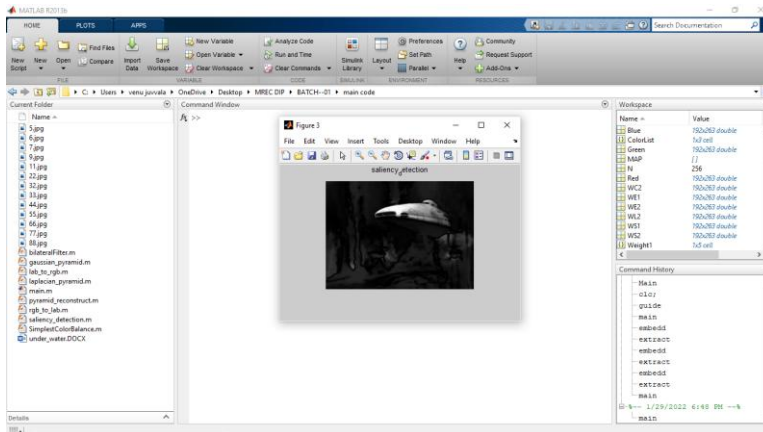 MATLAB R2013b
HOME PLOTS APPS Search Documentation
New Script New Open Find Files Compare Import Data Save Workspace New Variable Open Variable Clear Workspace Analyze Code Run and Time Clear Commands Simulink Library Layout Preferences Set Path Parallel Help Community Request Support Add-Ons
FILE VARIABLE CODE SIMULINK ENVIRONMENT RESOURCES
C: Users venu juvvala OneDrive Desktop MREC DIP BATCH--01 main code
Current Folder
Name
5.jpg
6.jpg
7.jpg
9.jpg
11.jpg
22.jpg
32.jpg
33.jpg
44.jpg
55.jpg
66.jpg
77.jpg
88.jpg
bilateralFilter.m
gaussian_pyramid.m
lab_to_rgb.m
laplacian_pyramid.m
main.m
pyramid_reconstruct.m
rgb_to_lab.m
saliency_detection.m
SimplestColorBalance.m
under_water.DOCX
Details
Command Window
fx >>
Figure 3
File Edit View Insert Tools Desktop Window Help
saliency_detection
Workspace
Name Value
Blue 192x263 double
ColorList 1x3 cell
Green 192x263 double
MAP []
N 256
Red 192x263 double
WC2 192x263 double
WE1 192x263 double
WE2 192x263 double
WL2 192x263 double
WS1 192x263 double
WS2 192x263 double
Weight1 1x5 cell
Command History
Main
clc;
guide
main
embedd
extract
embedd
extract
embedd
extract
main
%-- 1/29/2022 6:48 PM --%
main